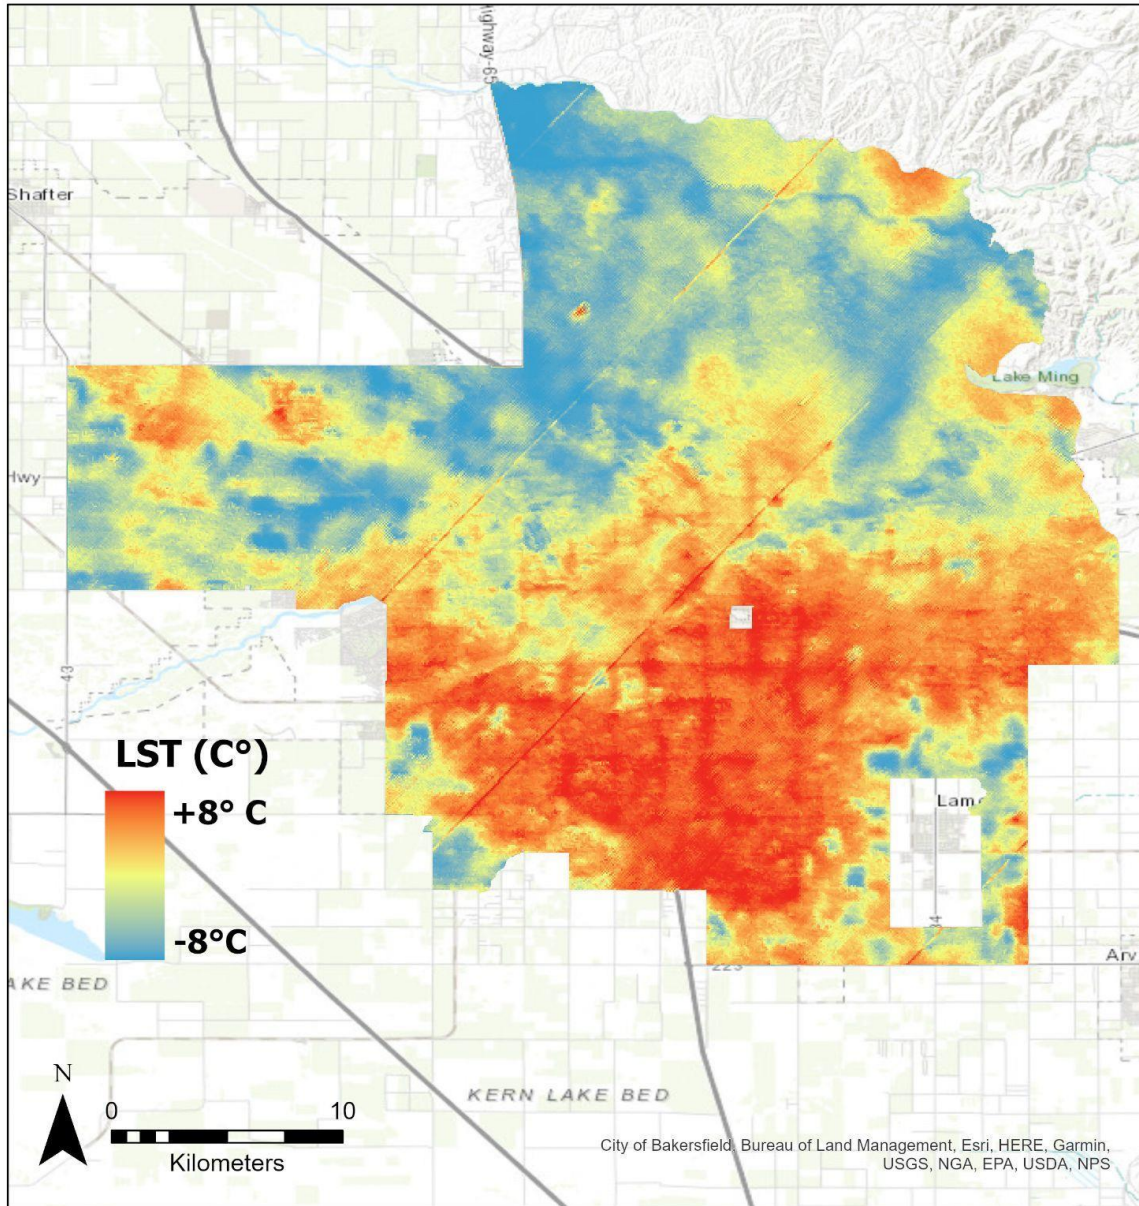 Highway-65
Shafter
Lake Ming
Hwy
43
LST (C°)
+8° C
-8°C
Lam
34
223
Arv
AKE BED
N
0 10
Kilometers
KERN LAKE BED
City of Bakersfield, Bureau of Land Management, Esri, HERE, Garmin,
USGS, NGA, EPA, USDA, NPS